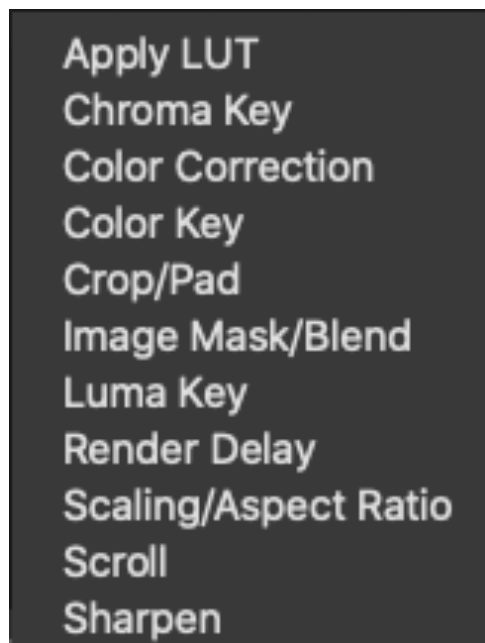 Apply LUT
Chroma Key
Color Correction
Color Key
Crop/Pad
Image Mask/Blend
Luma Key
Render Delay
Scaling/Aspect Ratio
Scroll
Sharpen